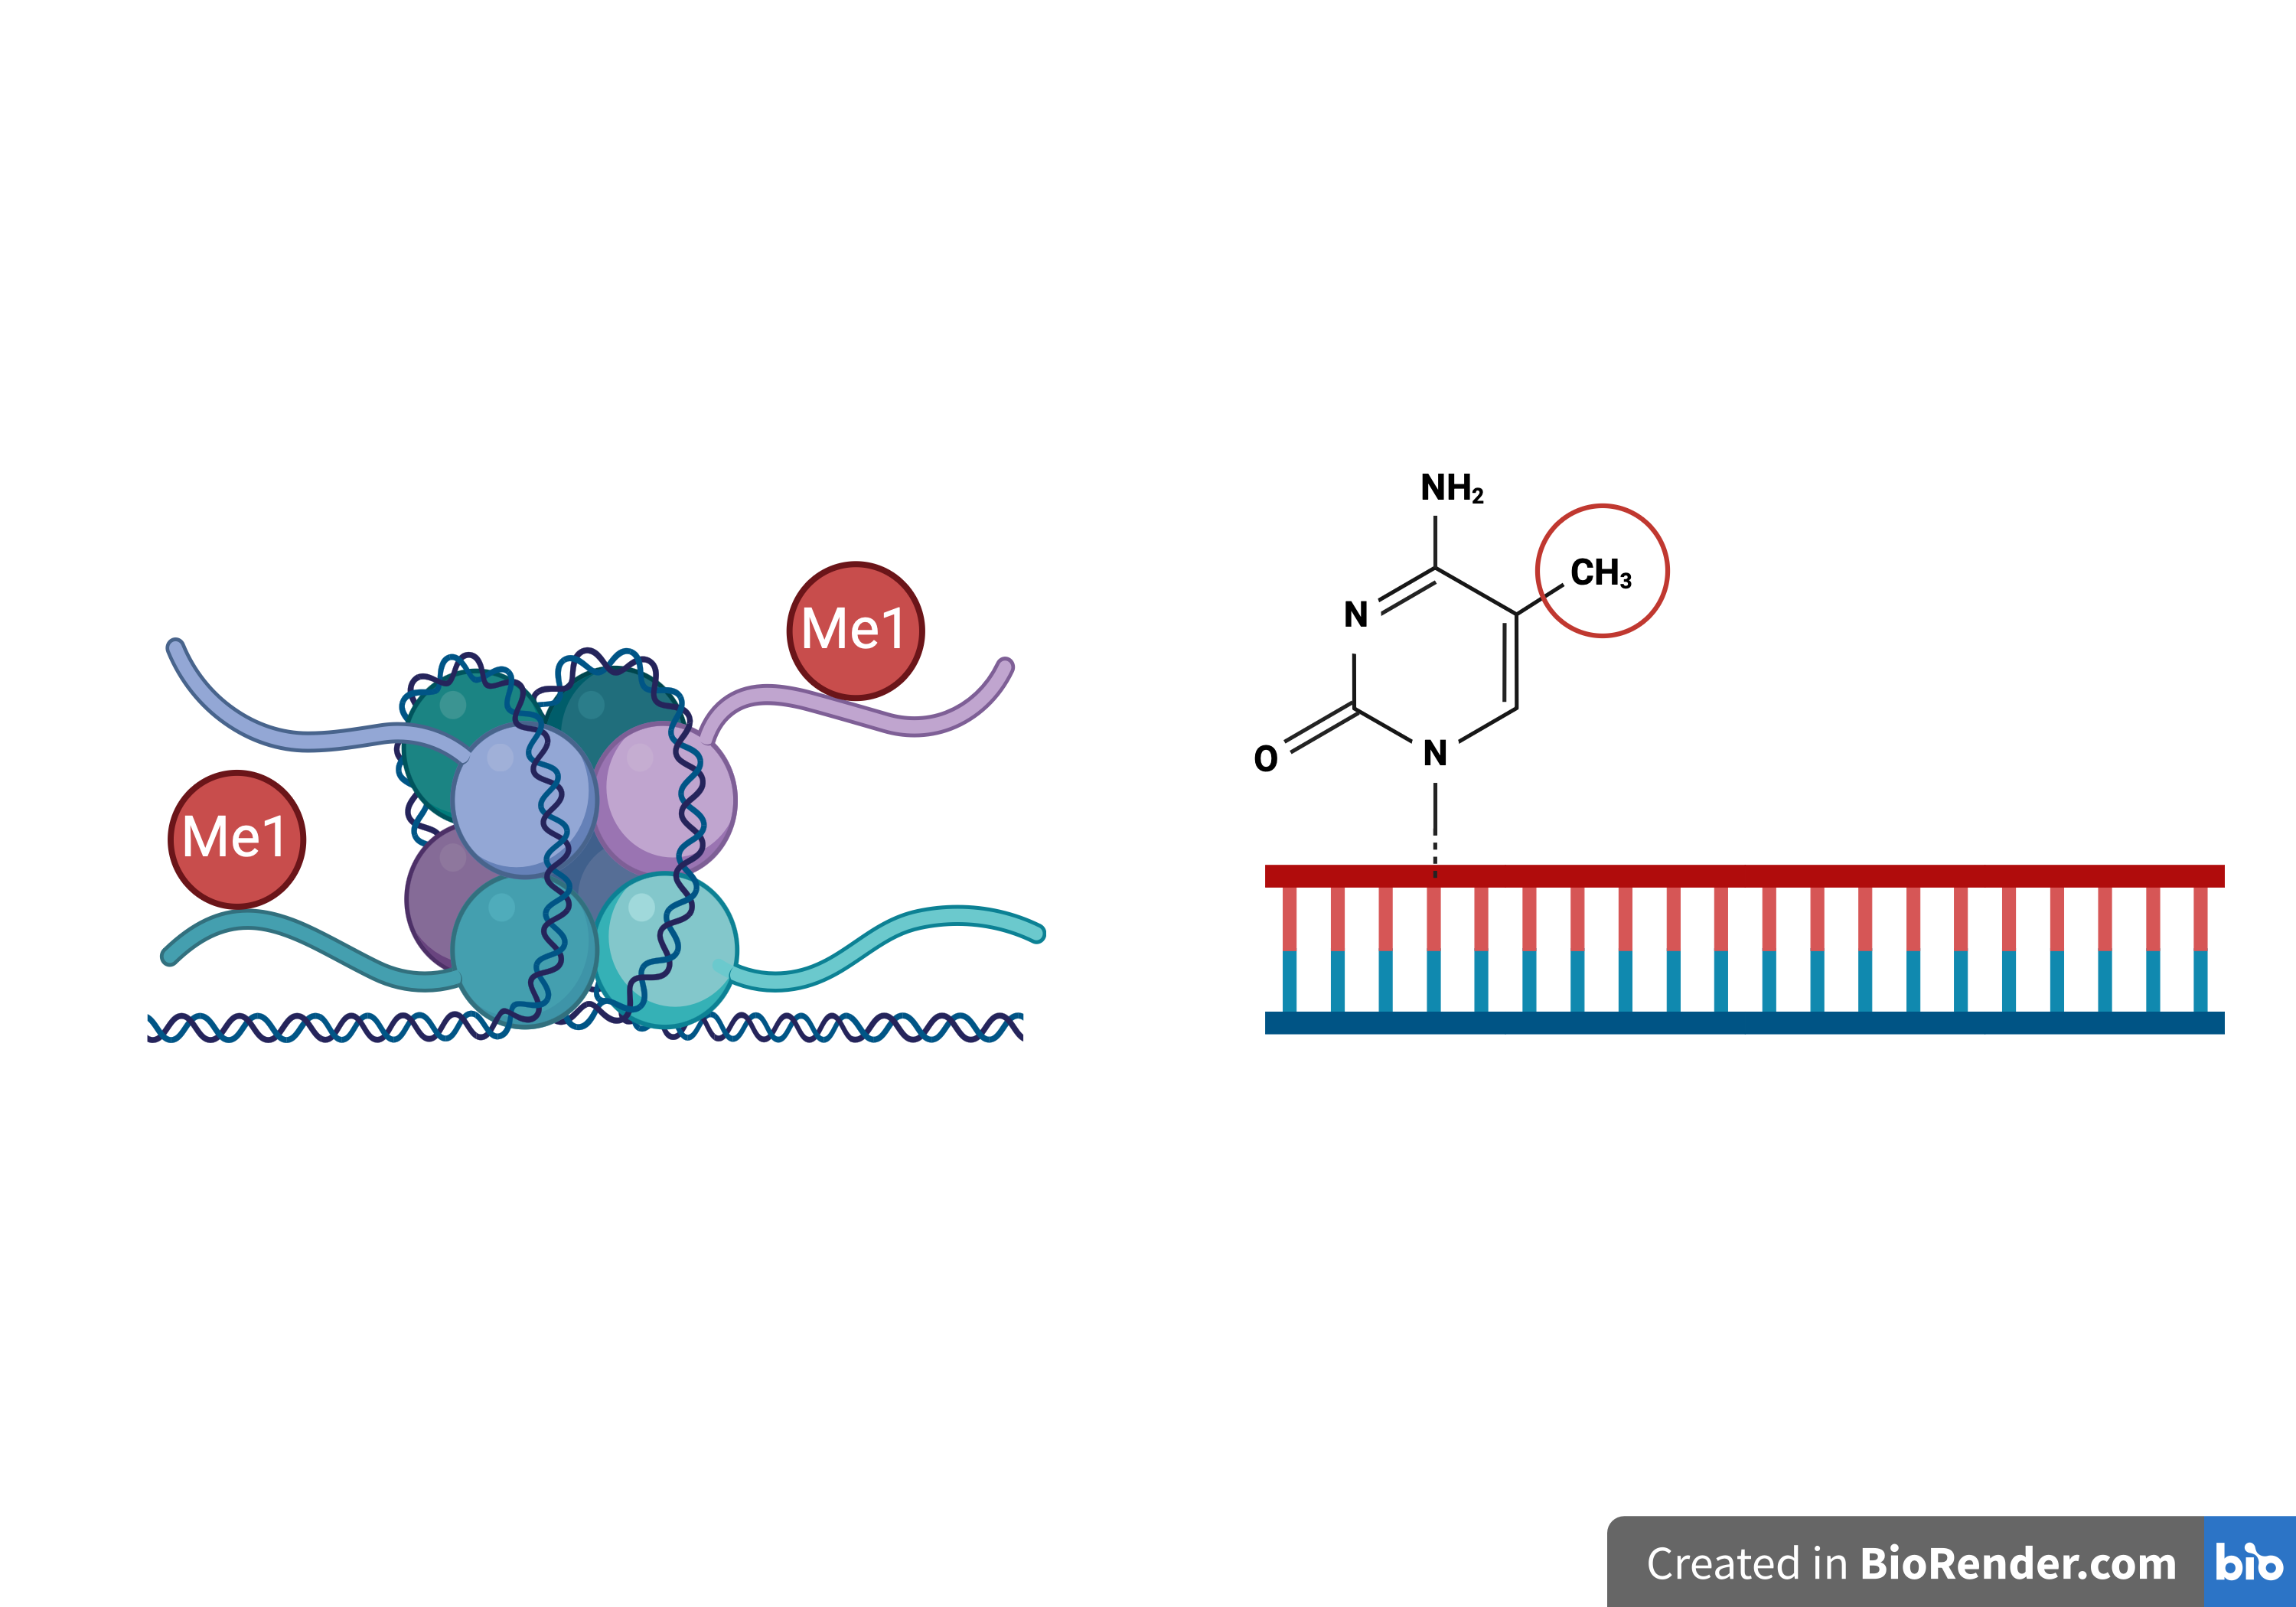 Me1
Me1
NH₂
CH₃
N
N
O
Created in BioRender.com bio